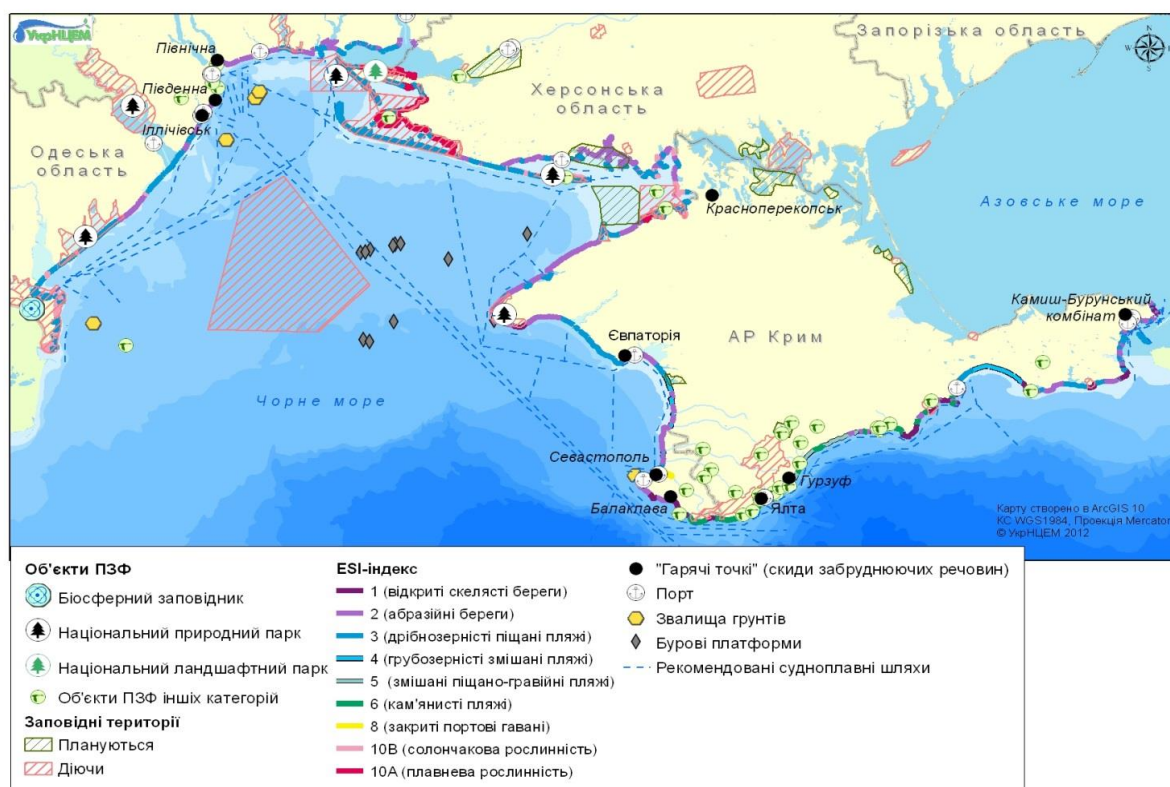 УкрНЦЕМ
Північна
Південна
Іллічівськ
Одеська
область
Херсонська
область
Запорізька область
N
W
E
S
Красноперекопськ
Азовське море
Камиш-Бурунський
комбінат
Євпаторія
АР Крим
Чорне море
Севастополь
Балаклава
Гурзуф
Ялта
Карту створено в ArcGIS 10
КС WGS1984, Проекція Mercator
© УкрНЦЕМ 2012
Об'єкти ПЗФ
Біосферний заповідник
Національний природний парк
Національний ландшафтний парк
Об'єкти ПЗФ інших категорій
Заповідні території
Плануються
Діючи
ESI-індекс
1 (відкриті скелясті береги)
2 (абразійні береги)
3 (дрібнозерністі піщані пляжі)
4 (грубозерністі змішані пляжі)
5 (змішані піщано-гравійні пляжі)
6 (кам'янисті пляжі)
8 (закриті портові гавані)
10B (солончакова рослинність)
10A (плавнева рослинність)
"Гарячі точкі" (скиди забруднюючих речовин)
Порт
Звалища грунтів
Бурові платформи
Рекомендовані судноплавні шляхи